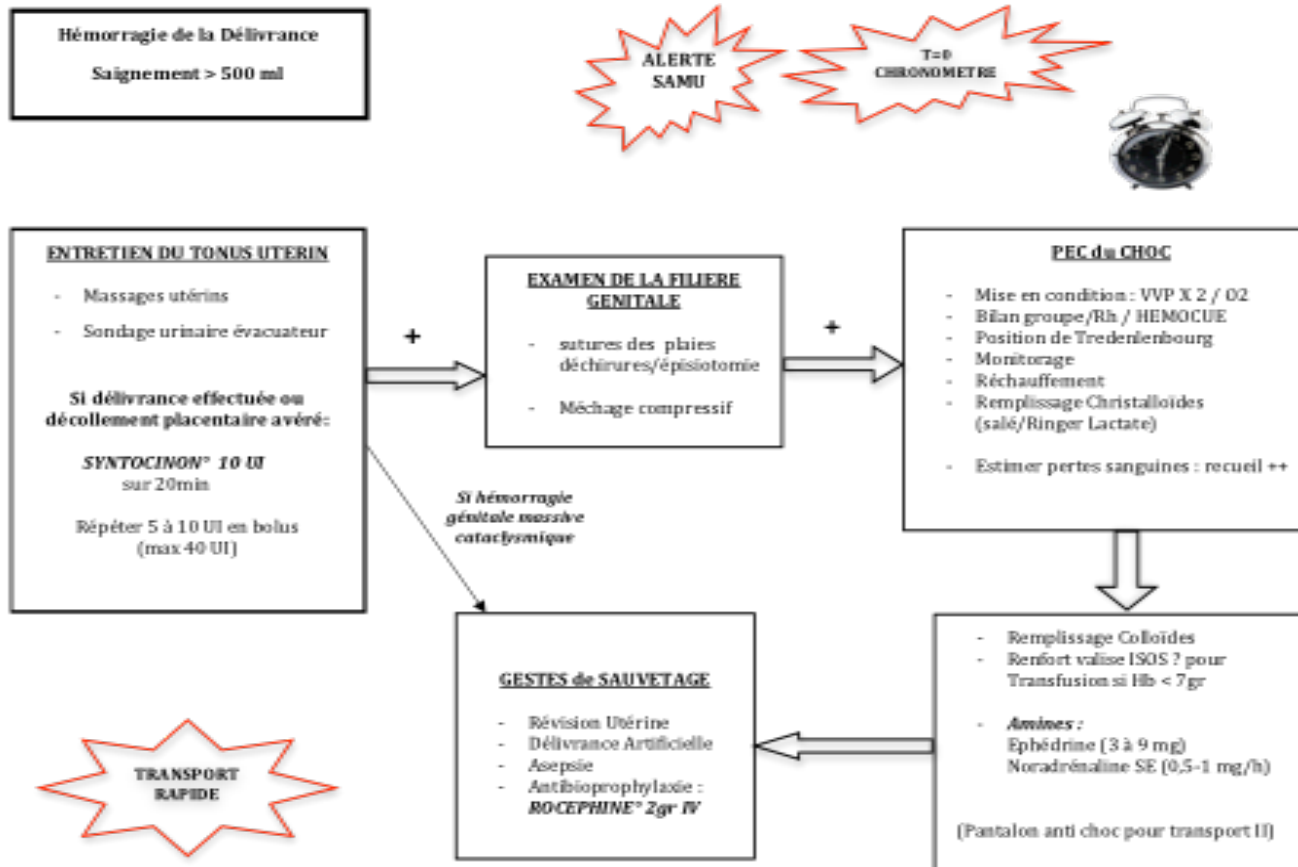 Hémorragie de la Délivrance
Saignement > 500 ml
ALERTE
SAMU
T=0
CHRONOMETRE
ENTRETIEN DU TONUS UTERIN
- Massages utérins
- Sondage urinaire évacuateur
Si délivrance effectuée ou
décollement placentaire avéré:
SYNTOCINON° 10 UI
sur 20min
Répéter 5 à 10 UI en bolus
(max 40 UI)
+
EXAMEN DE LA FILIERE
GENITALE
- sutures des plaies
déchirures/épisiotomie
- Méchage compressif
+
PEC du CHOC
- Mise en condition : VVP X 2 / O2
- Bilan groupe/Rh / HEMOCUE
- Position de Tredenlenbourg
- Monitorage
- Réchauffement
- Remplissage Christalloïdes
(salé/Ringer Lactate)
- Estimer pertes sanguines : recueil ++
Si hémorragie
génitale massive
cataclysmique
GESTES de SAUVETAGE
- Révision Utérine
- Délivrance Artificielle
- Asepsie
- Antibioprophylaxie :
ROCEPHINE° 2gr IV
- Remplissage Colloïdes
- Renfort valise ISOS ? pour
Transfusion si Hb < 7gr
- Amines :
Ephédrine (3 à 9 mg)
Noradrénaline SE (0,5-1 mg/h)
(Pantalon anti choc pour transport II)
TRANSPORT
RAPIDE